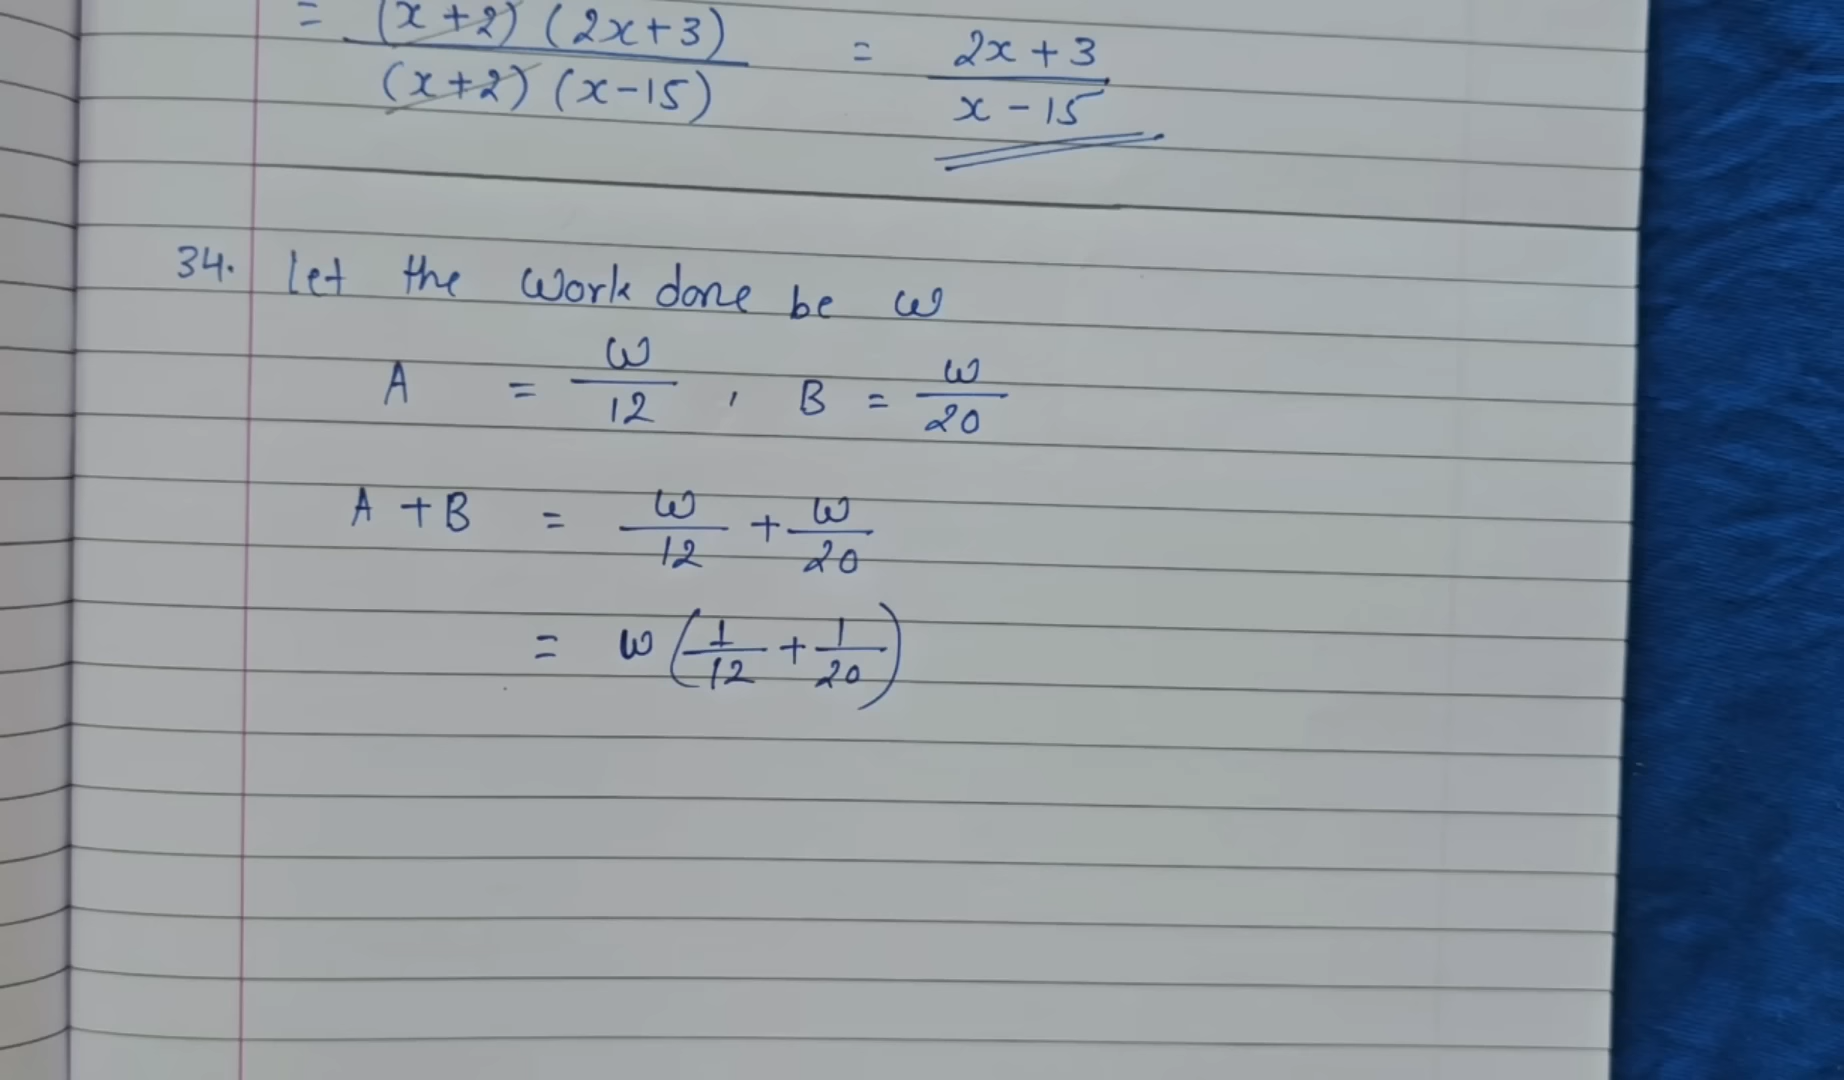 = (x+2) (2x+3) / (x+2) (x-15) = 2x+3 / x-15
34. Let the Work done be w
A = w/12 , B = w/20
A + B = w/12 + w/20
= w (1/12 + 1/20)